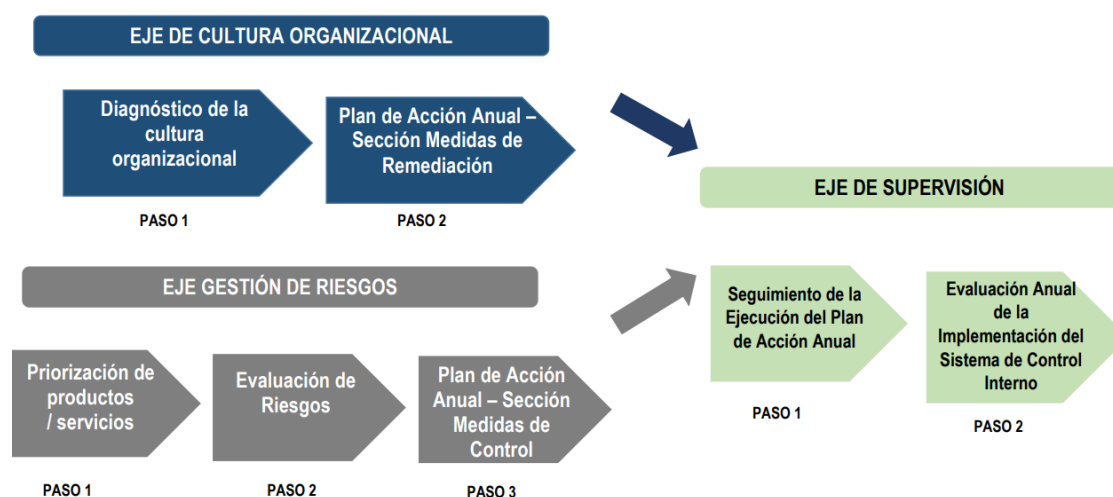 EJE DE CULTURA ORGANIZACIONAL
Diagnóstico de la
cultura
organizacional
PASO 1
Plan de Acción Anual –
Sección Medidas de
Remediación
PASO 2
EJE GESTIÓN DE RIESGOS
Priorización de
productos
/ servicios
PASO 1
Evaluación de
Riesgos
PASO 2
Plan de Acción
Anual – Sección
Medidas de
Control
PASO 3
EJE DE SUPERVISIÓN
Seguimiento de la
Ejecución del Plan
de Acción Anual
PASO 1
Evaluación Anual
de la
Implementación del
Sistema de Control
Interno
PASO 2